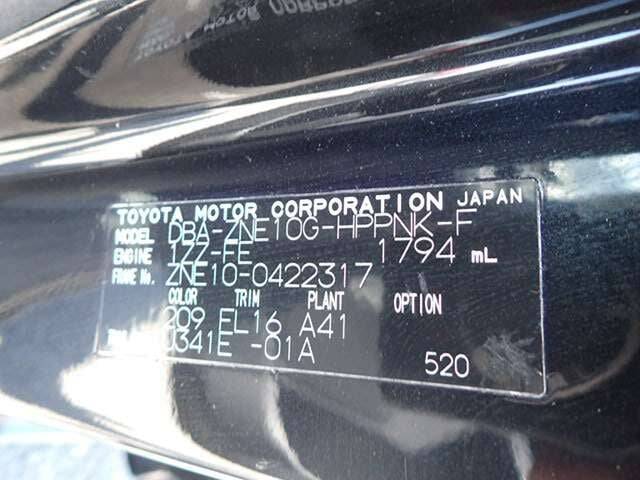 TOYOTA MOTOR CORPORATION JAPAN
MODEL DBA-ZNE10G-HPPNK-F
ENGINE 1ZZ-FE 1794 mL
FRAME No. ZNE10-0422317
COLOR TRIM PLANT OPTION
209 EL16 A41
U341E -01A
520